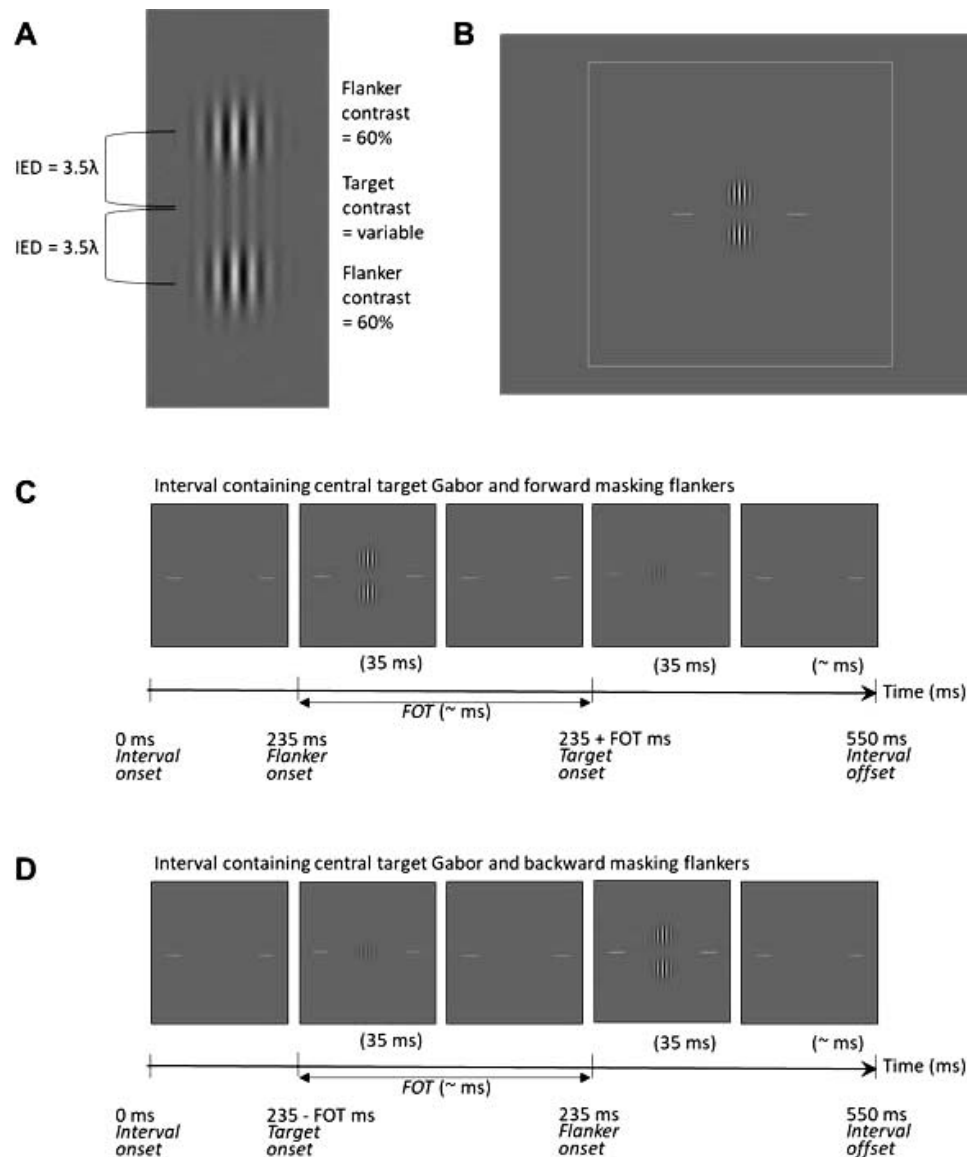 A
IED = 3.5λ
IED = 3.5λ
Flanker
contrast
= 60%
Target
contrast
= variable
Flanker
contrast
= 60%
B
C
Interval containing central target Gabor and forward masking flankers
(35 ms)
(35 ms)
(~ ms)
Time (ms)
FOT (~ ms)
0 ms
Interval
onset
235 ms
Flanker
onset
235 + FOT ms
Target
onset
550 ms
Interval
offset
D
Interval containing central target Gabor and backward masking flankers
(35 ms)
(35 ms)
(~ ms)
Time (ms)
FOT (~ ms)
0 ms
Interval
onset
235 - FOT ms
Target
onset
235 ms
Flanker
onset
550 ms
Interval
offset